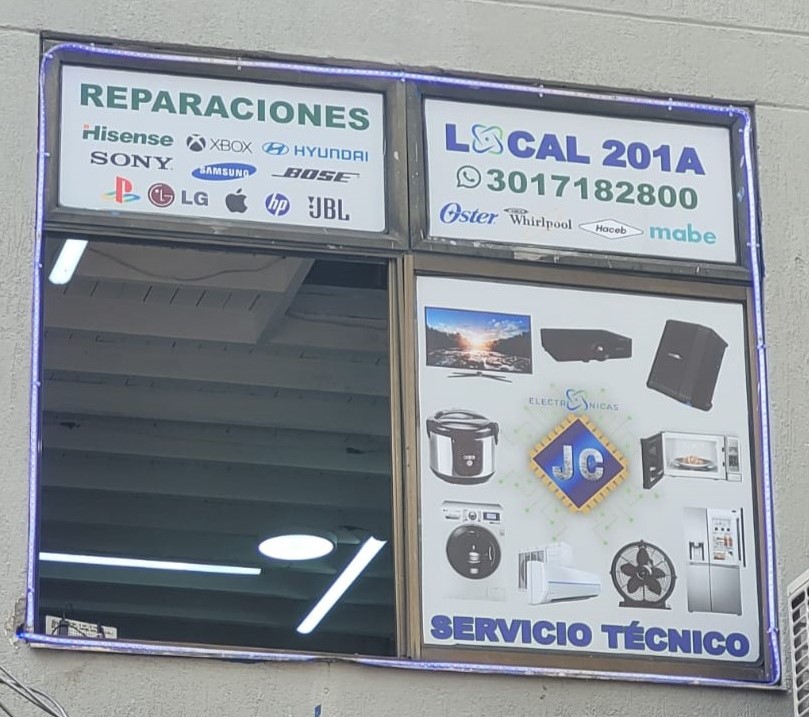 REPARACIONES
Hisense XBOX HYUNDAI
SONY SAMSUNG BOSE
LG hp JBL
LOCAL 201A
3017182800
Oster Whirlpool Haceb mabe
ELECTRONICAS
JC
SERVICIO TÉCNICO